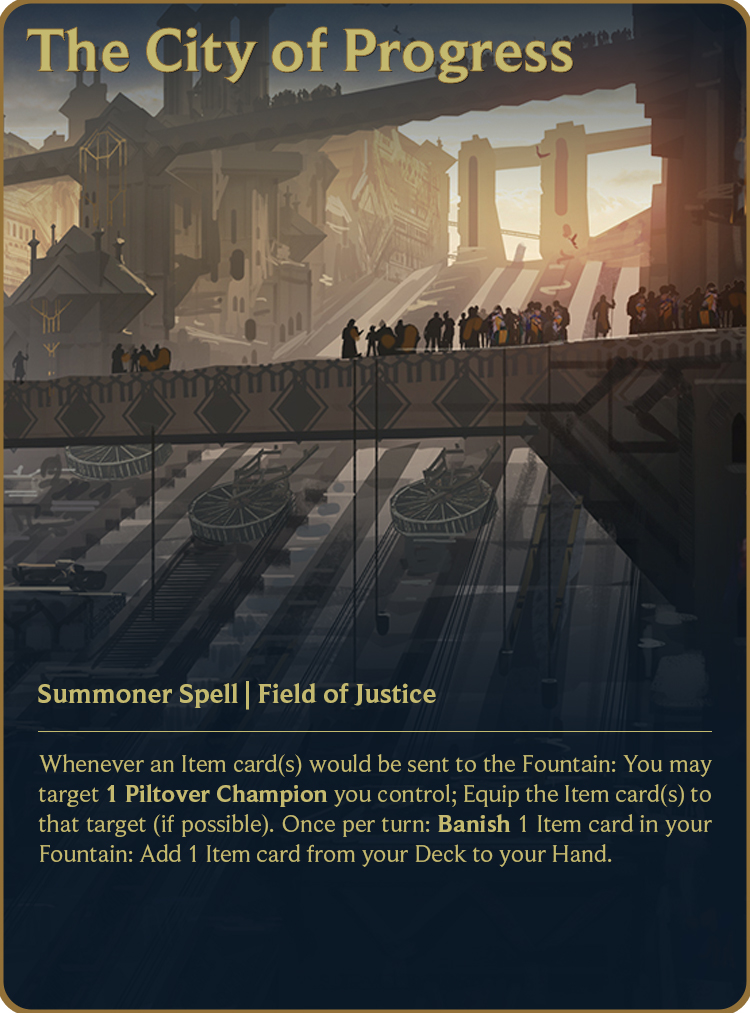 The City of Progress
Summoner Spell | Field of Justice
Whenever an Item card(s) would be sent to the Fountain: You may
target 1 Piltover Champion you control; Equip the Item card(s) to
that target (if possible). Once per turn: Banish 1 Item card in your
Fountain: Add 1 Item card from your Deck to your Hand.